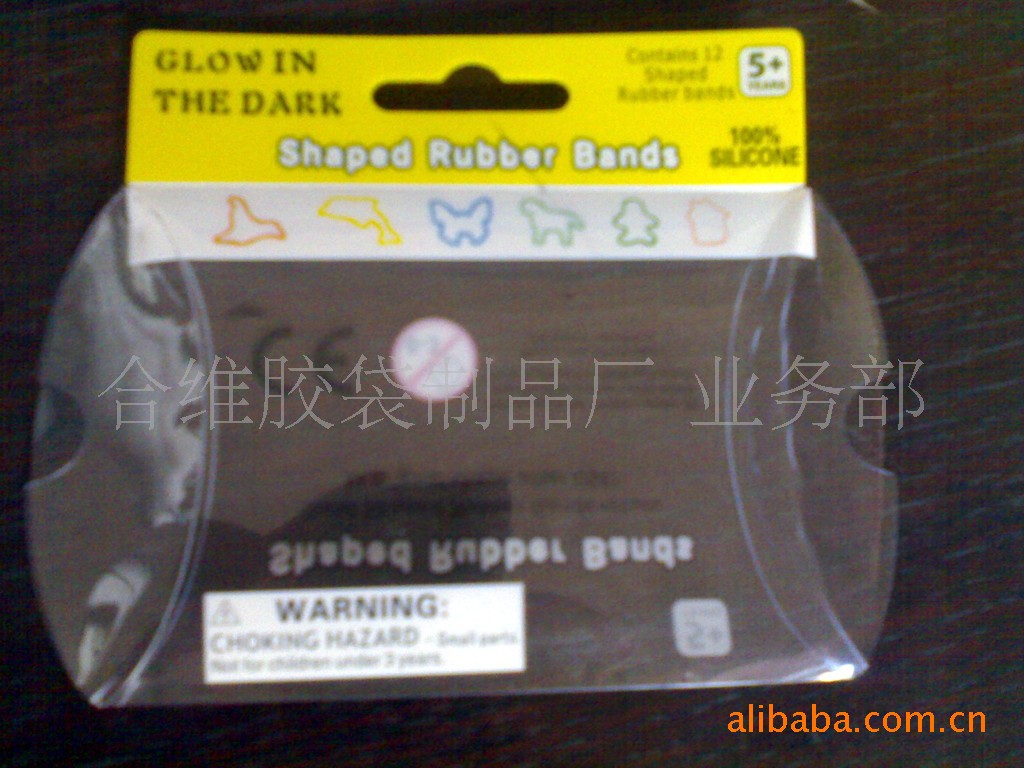 GLOW IN
THE DARK
Contains 12
Shaped
Rubber bands
5+
YEARS
Shaped Rubber Bands
100%
SILICONE
CE
合维胶袋制品厂 业务部
Shaped Rubber Bands
WARNING:
CHOKING HAZARD - Small parts
Not for children under 3 years.
alibaba.com.cn